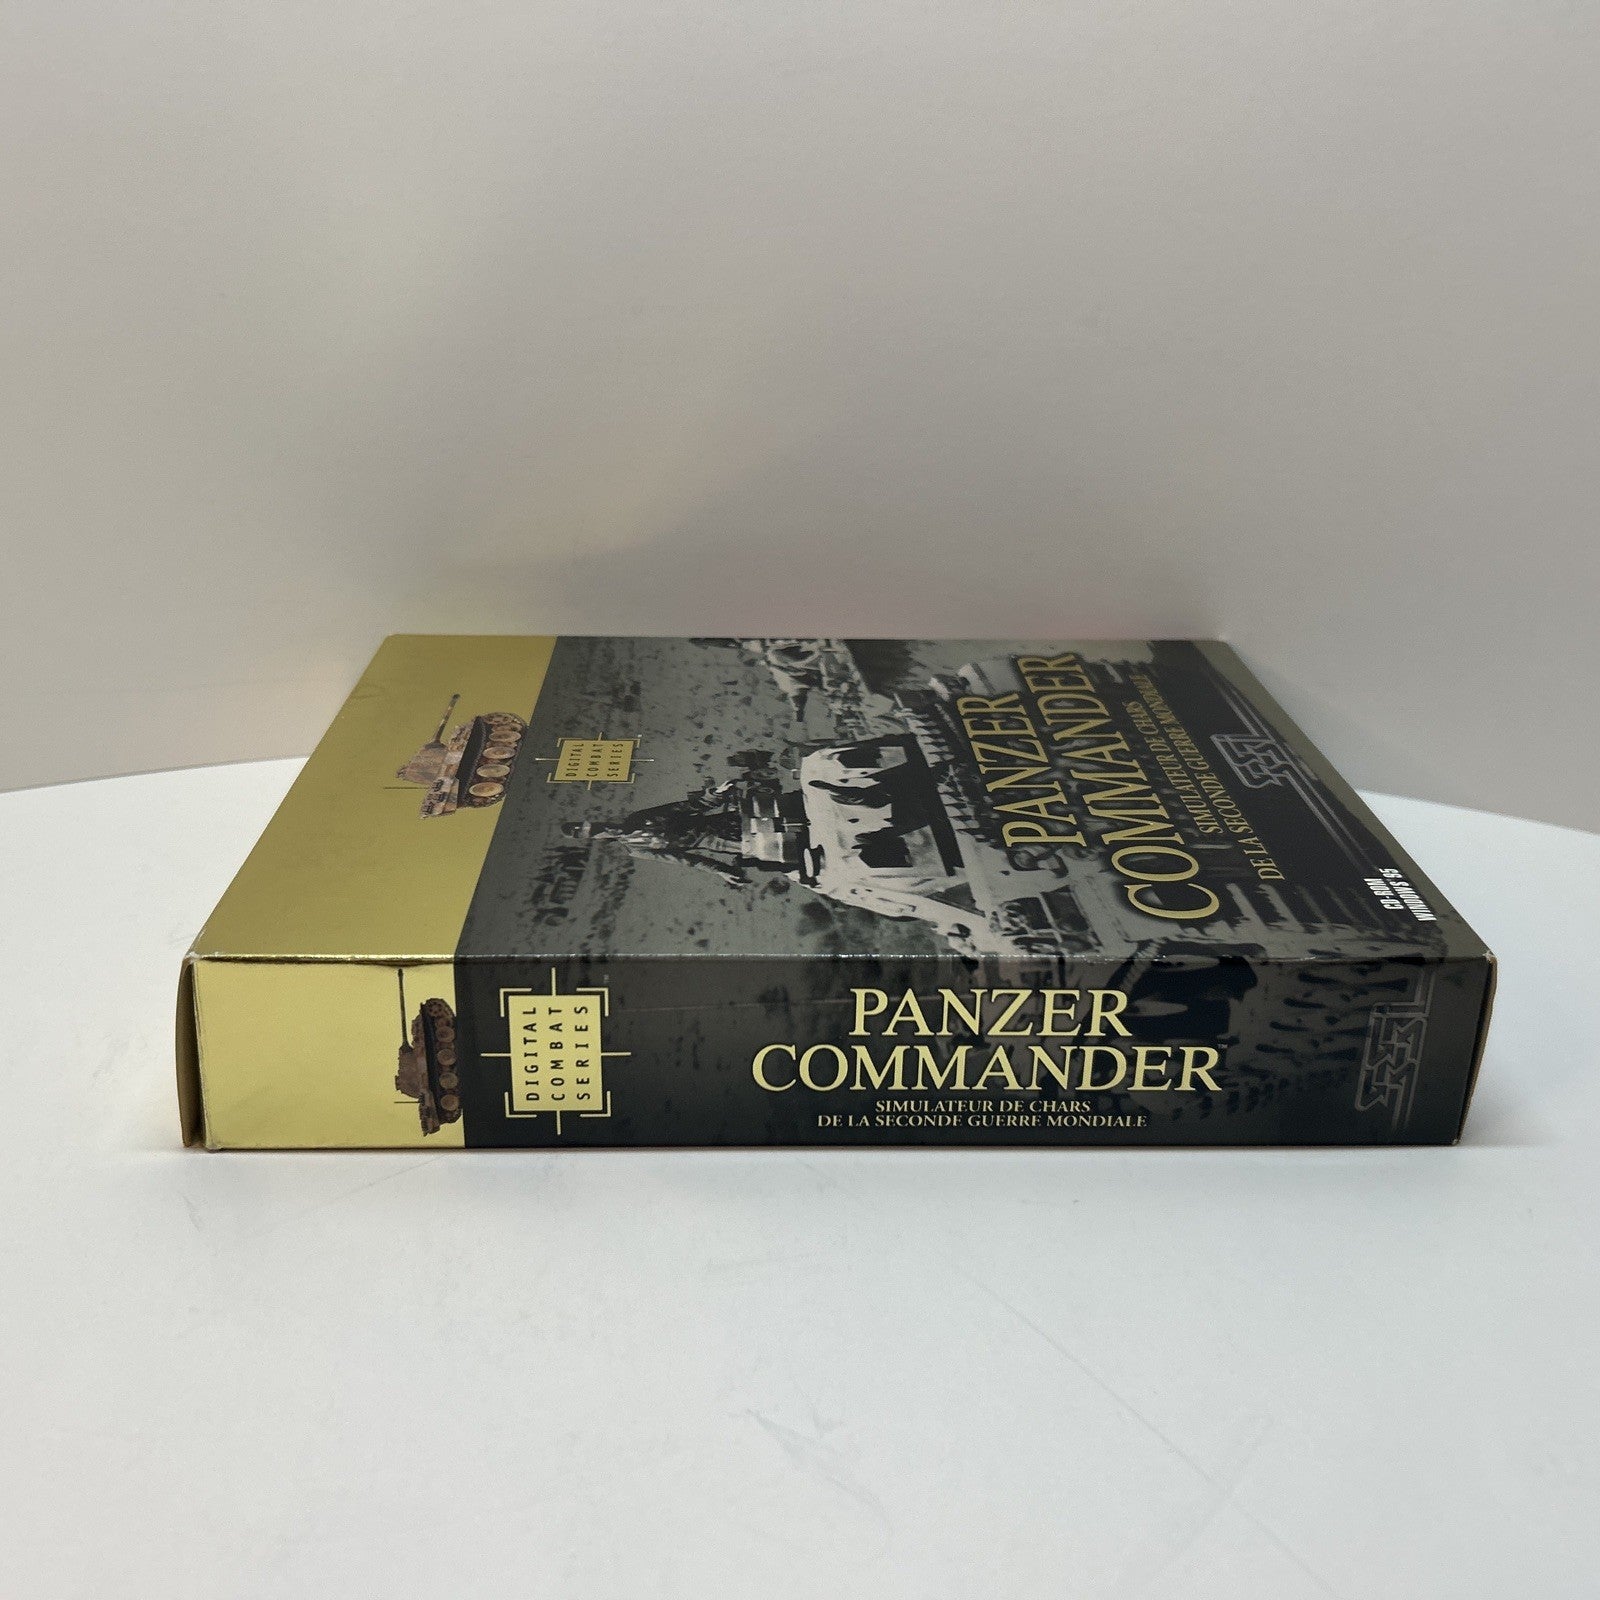 DIGITAL
COMBAT
SERIES
PANZER
COMMANDER
SIMULATEUR DE CHARS
DE LA SECONDE GUERRE MONDIALE
SSI
CD-ROM
WINDOWS 95
DIGITAL
COMBAT
SERIES
PANZER
COMMANDER™
SIMULATEUR DE CHARS
DE LA SECONDE GUERRE MONDIALE
SSI